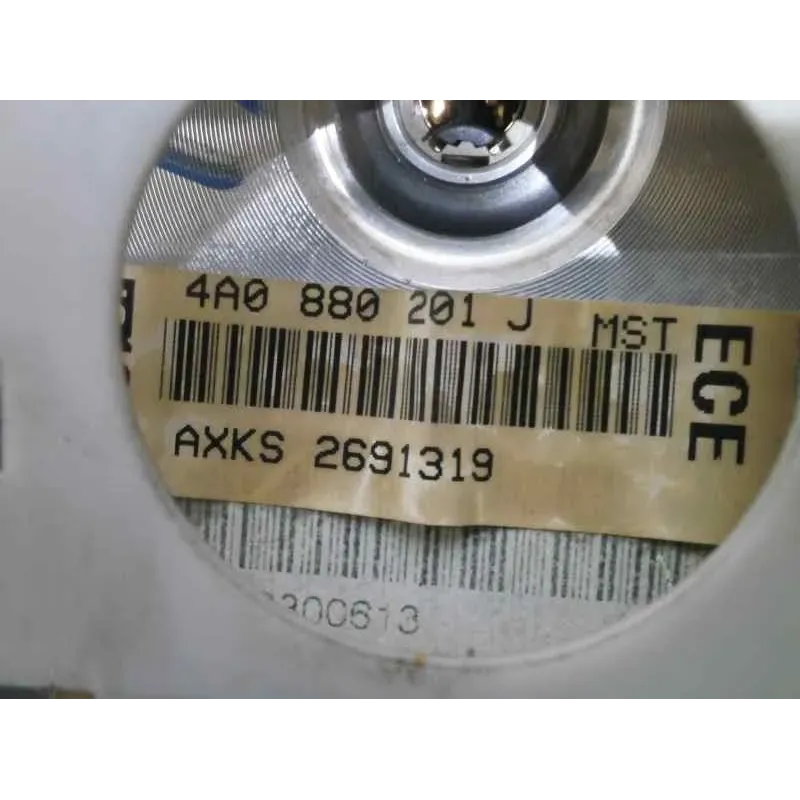 4A0 880 201 J MST
ECE
AXKS 2691319
300613